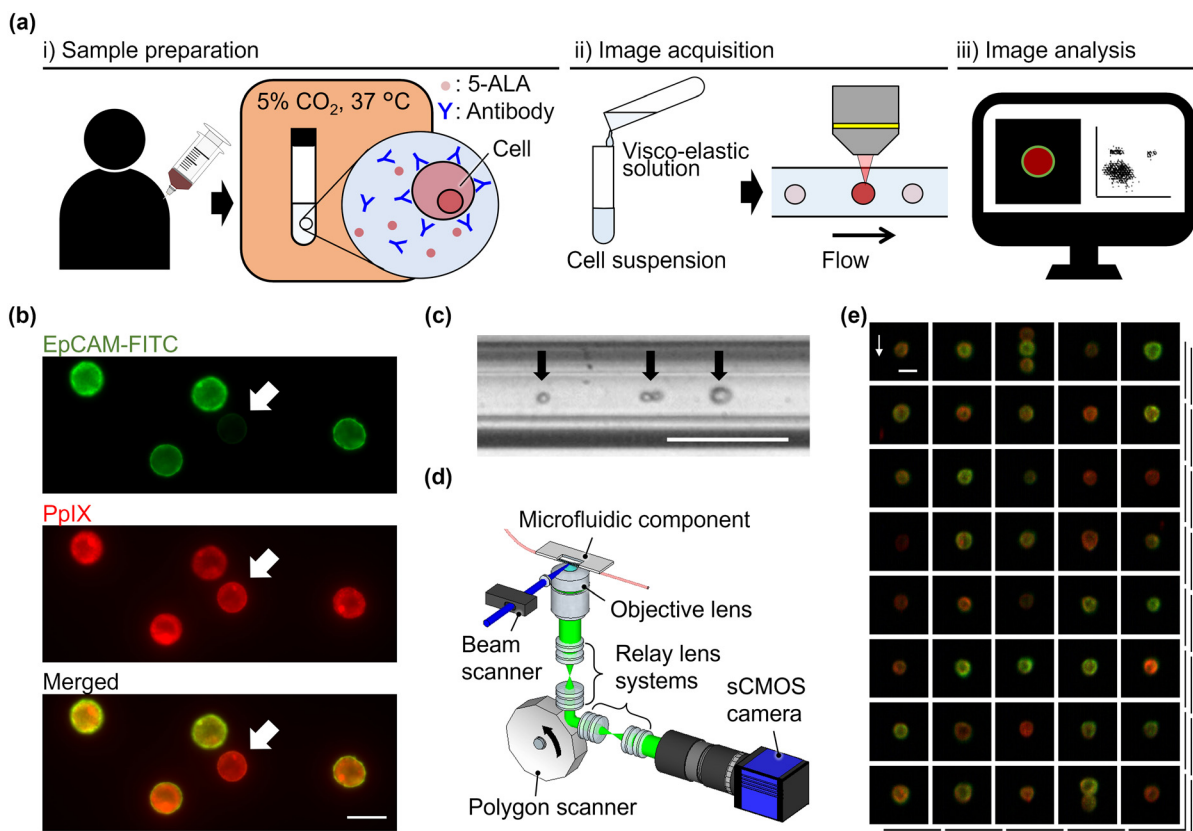 (a)
i) Sample preparation
ii) Image acquisition
iii) Image analysis
5% CO₂, 37 °C
: 5-ALA
Y: Antibody
Cell
Visco-elastic
solution
Cell suspension
Flow
(b)
EpCAM-FITC
PpIX
Merged
(c)
(d)
Microfluidic component
Objective lens
Beam
scanner
Relay lens
systems
sCMOS
camera
Polygon scanner
(e)